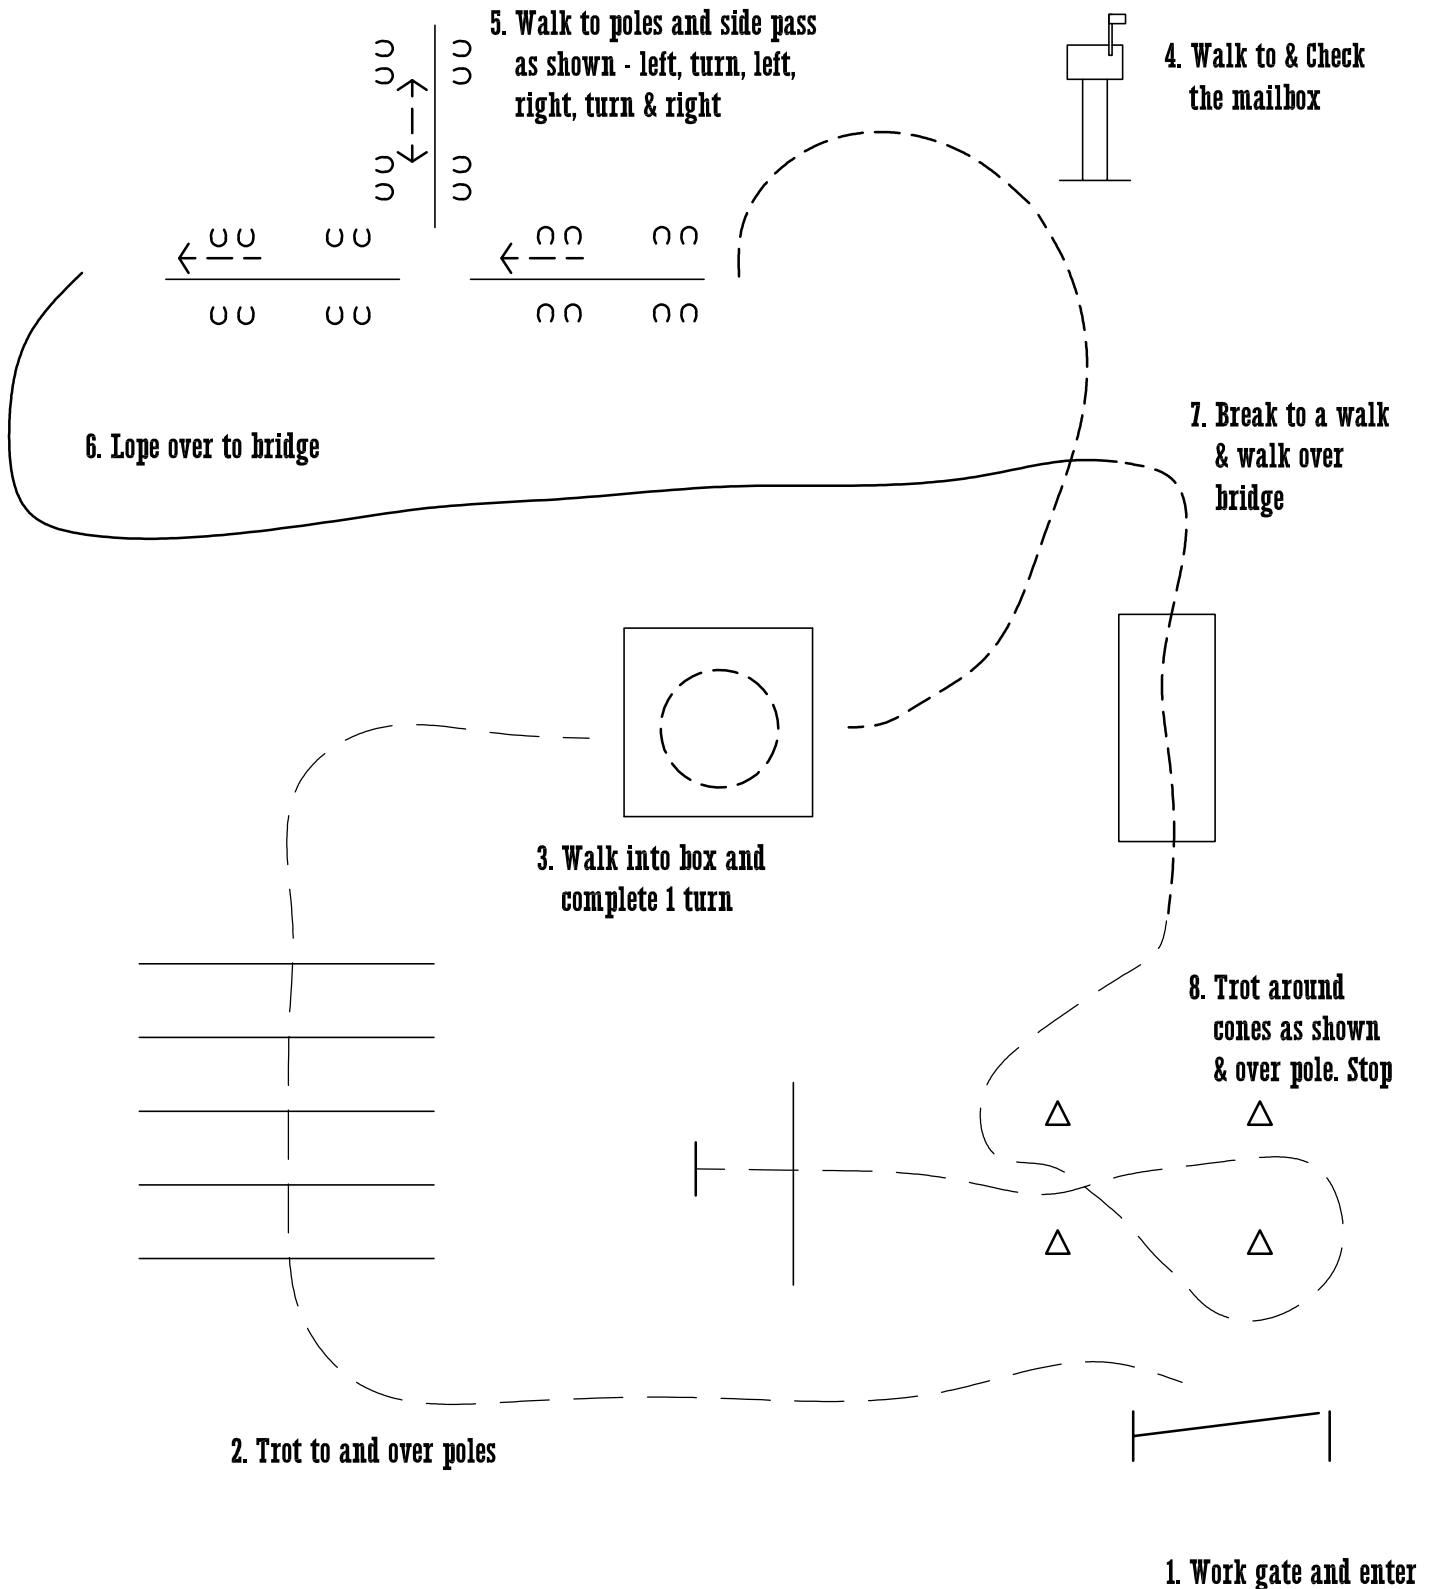 5. Walk to poles and side pass
as shown - left, turn, left,
right, turn & right
4. Walk to & Check
the mailbox
6. Lope over to bridge
7. Break to a walk
& walk over
bridge
3. Walk into box and
complete 1 turn
8. Trot around
cones as shown
& over pole. Stop
2. Trot to and over poles
1. Work gate and enter